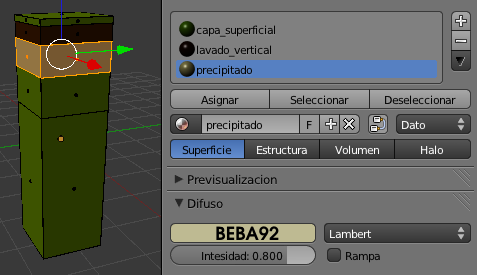 capa_superficial
lavado_vertical
precipitado
Asignar Seleccionar Deseleccionar
precipitado F Dato
Superficie Estructura Volumen Halo
Previsualizacion
Difuso
BEBA92 Lambert
Intesidad: 0.800 Rampa